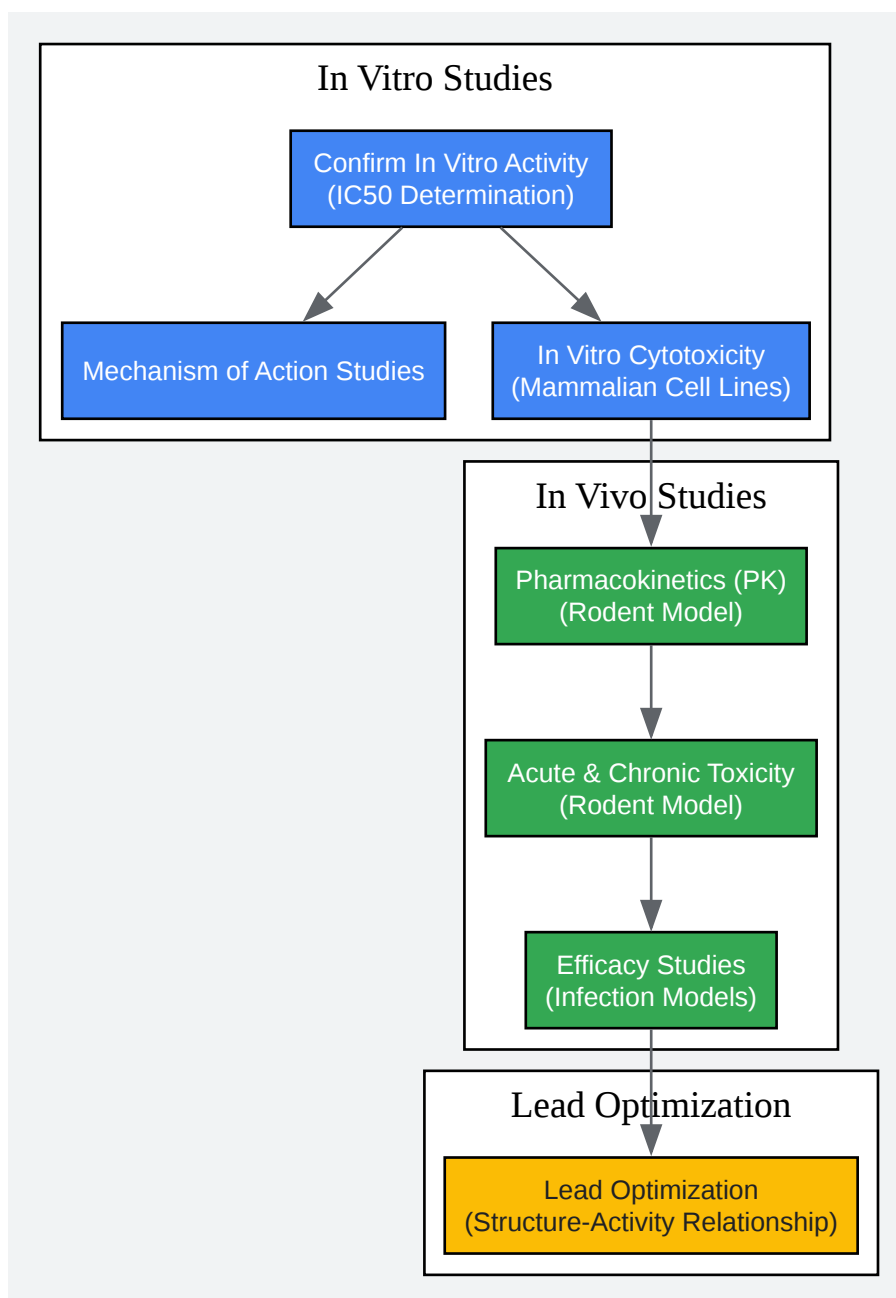 In Vitro Studies
Confirm In Vitro Activity
(IC50 Determination)
Mechanism of Action Studies
In Vitro Cytotoxicity
(Mammalian Cell Lines)
In Vivo Studies
Pharmacokinetics (PK)
(Rodent Model)
Acute & Chronic Toxicity
(Rodent Model)
Efficacy Studies
(Infection Models)
Lead Optimization
Lead Optimization
(Structure-Activity Relationship)